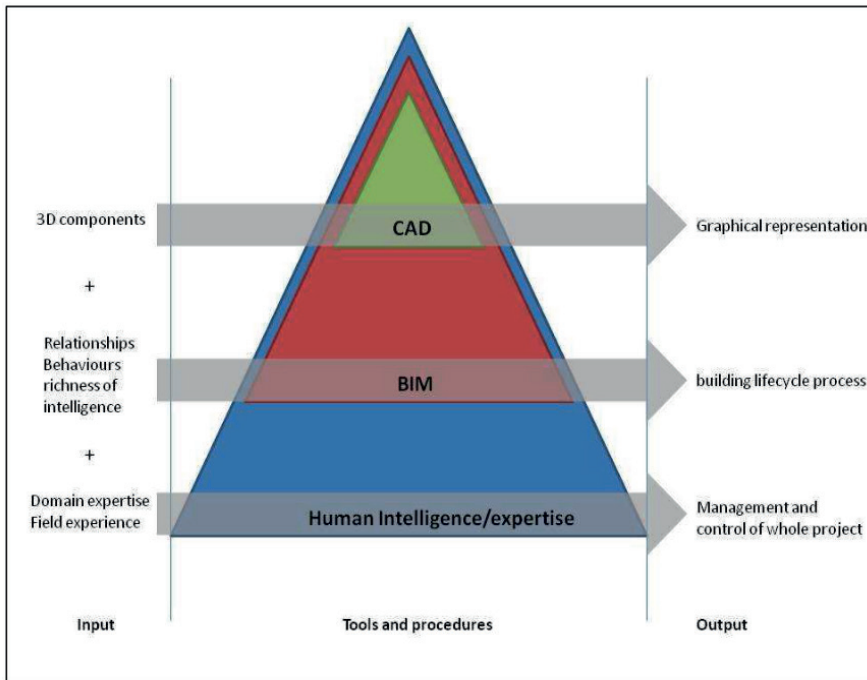 3D components
CAD
Graphical representation
+
Relationships
Behaviours
richness of
intelligence
BIM
building lifecycle process
+
Domain expertise
Field experience
Human Intelligence/expertise
Management and
control of whole project
Input
Tools and procedures
Output